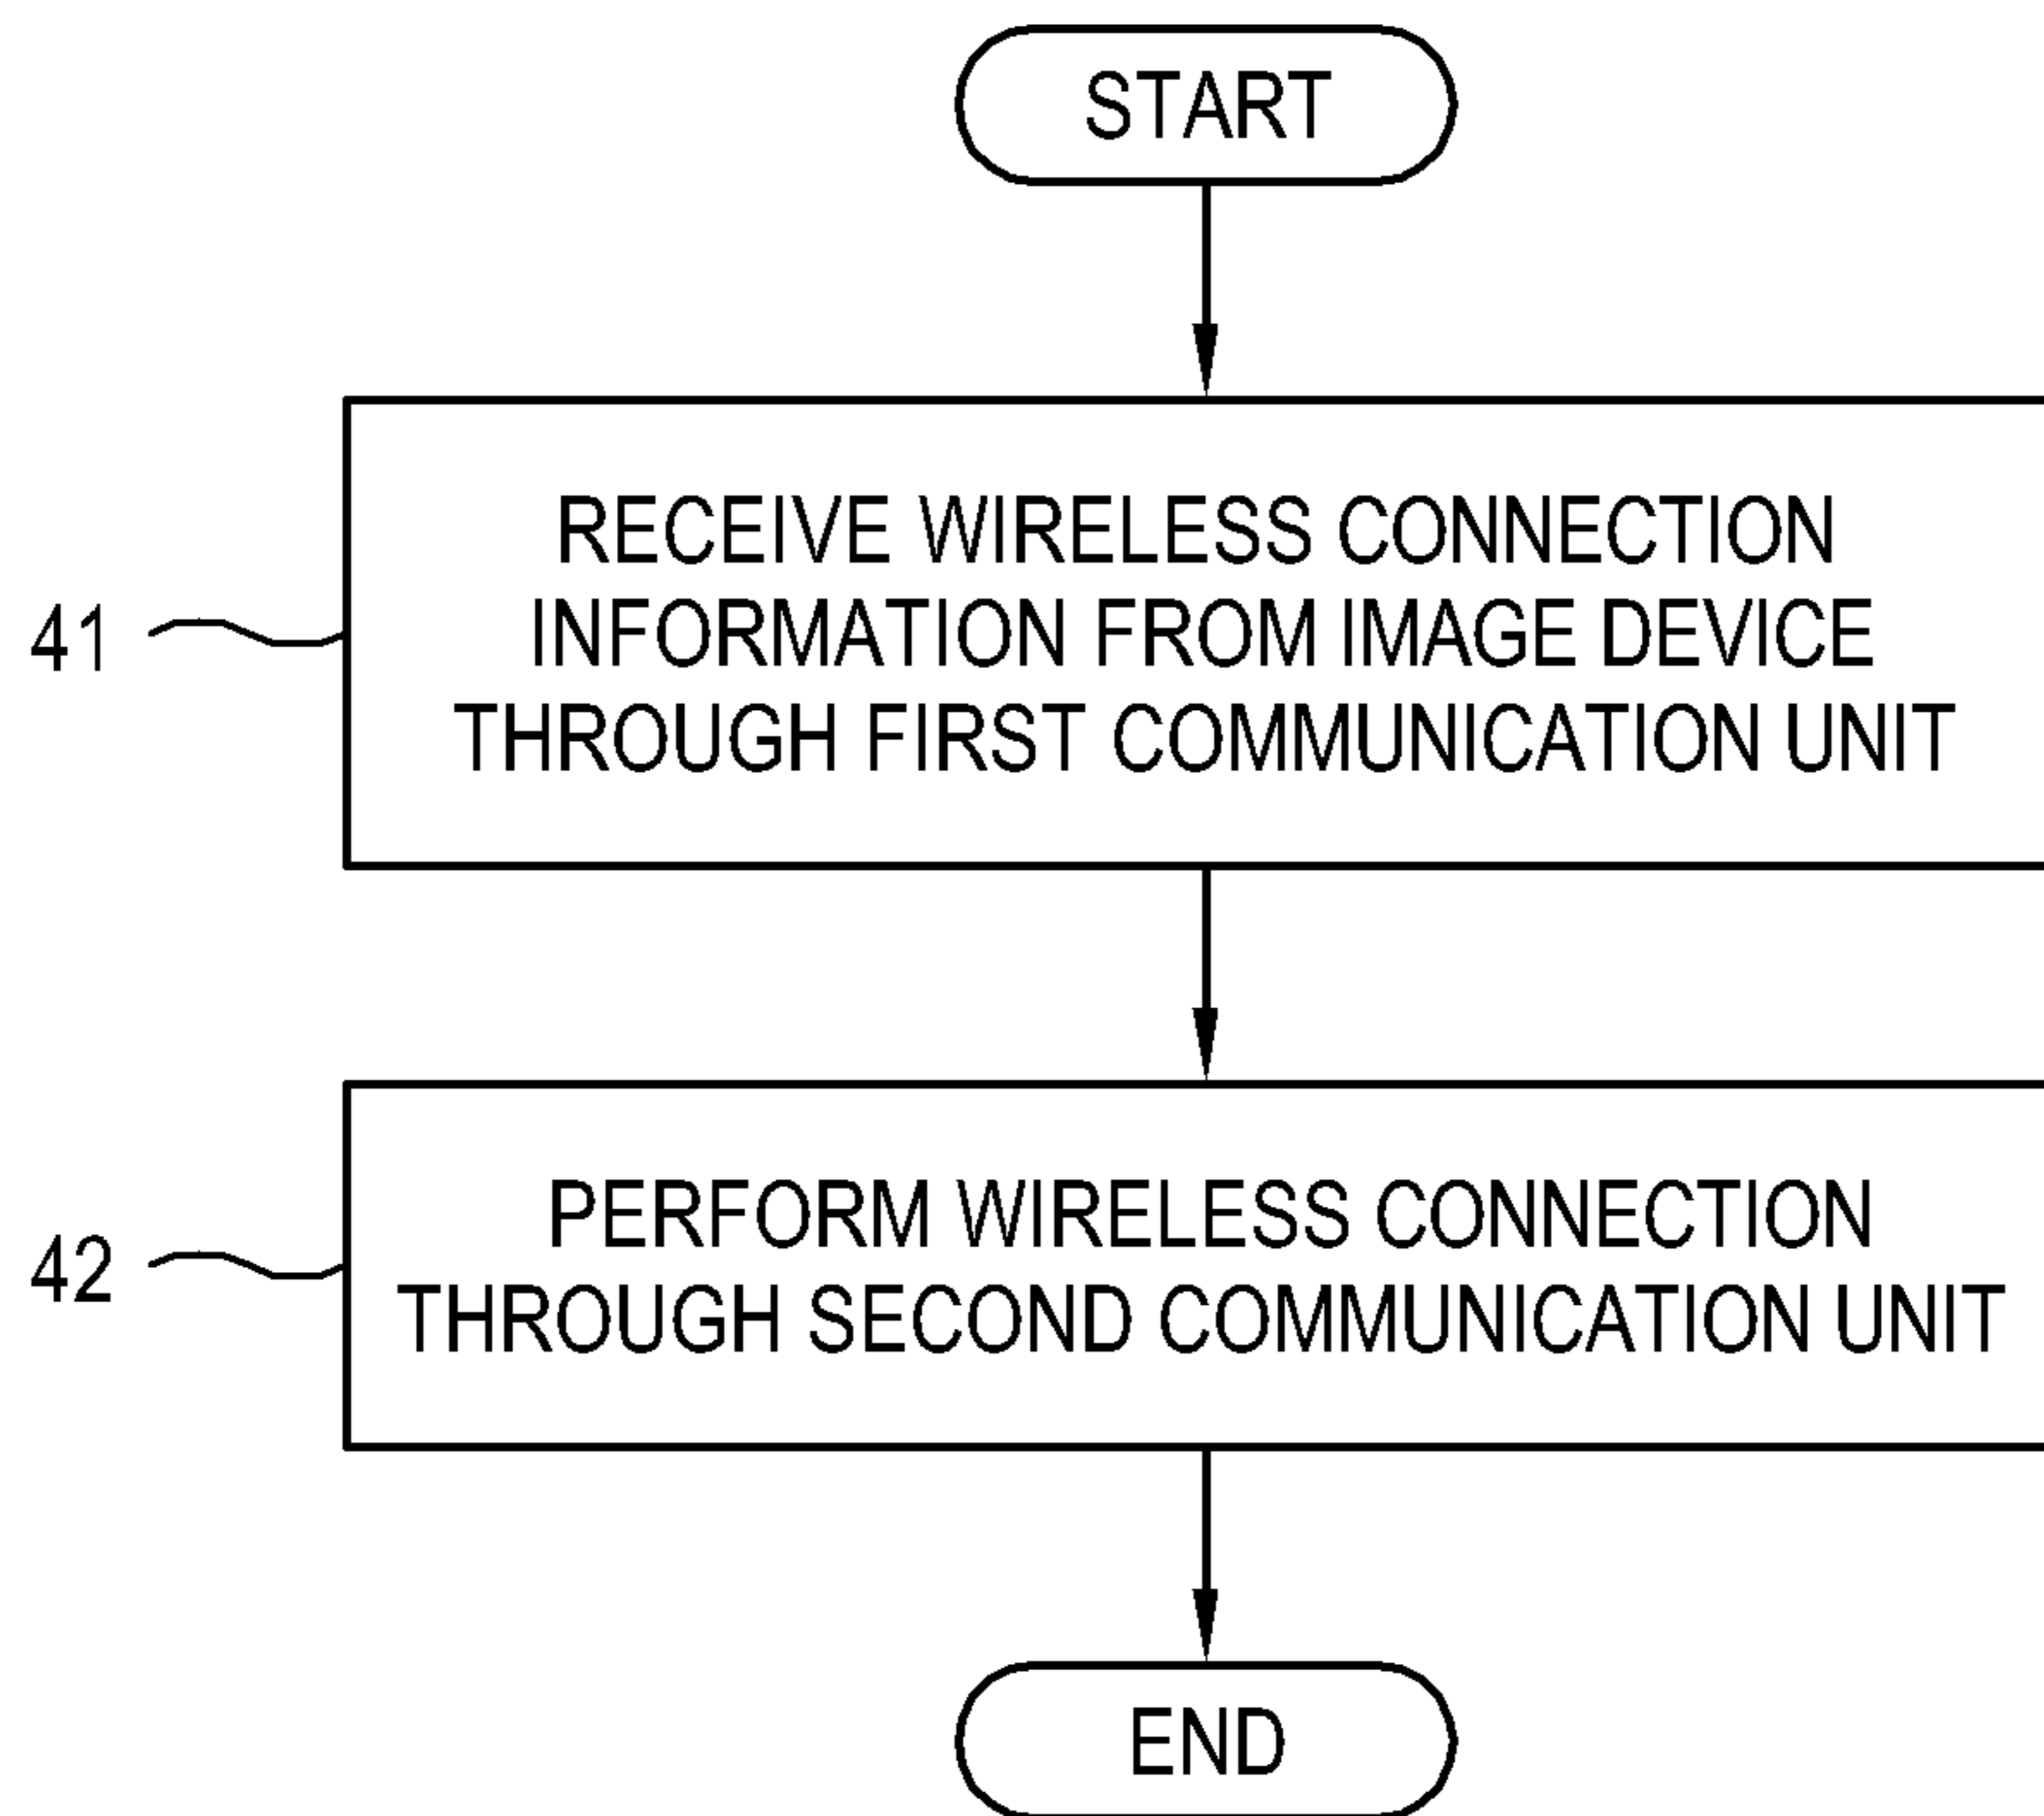 START
RECEIVE WIRELESS CONNECTION
INFORMATION FROM IMAGE DEVICE
THROUGH FIRST COMMUNICATION UNIT
41
PERFORM WIRELESS CONNECTION
THROUGH SECOND COMMUNICATION UNIT
42
END